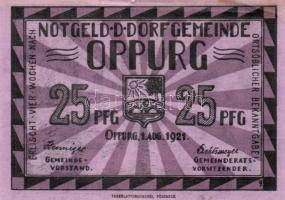 NOTGELD·D·DORFGEMEINDE
OPPURG
ERLISCHT·VIER·WOCHEN·NACH
ORTSÜBLICHER·BEKANNTGABE·
25 PFG
25 PFG
OPPURG, 1. AUG. 1921.
GEMEINDE-
VORSTAND.
GEMEINDERATS-
VORSITZENDER.